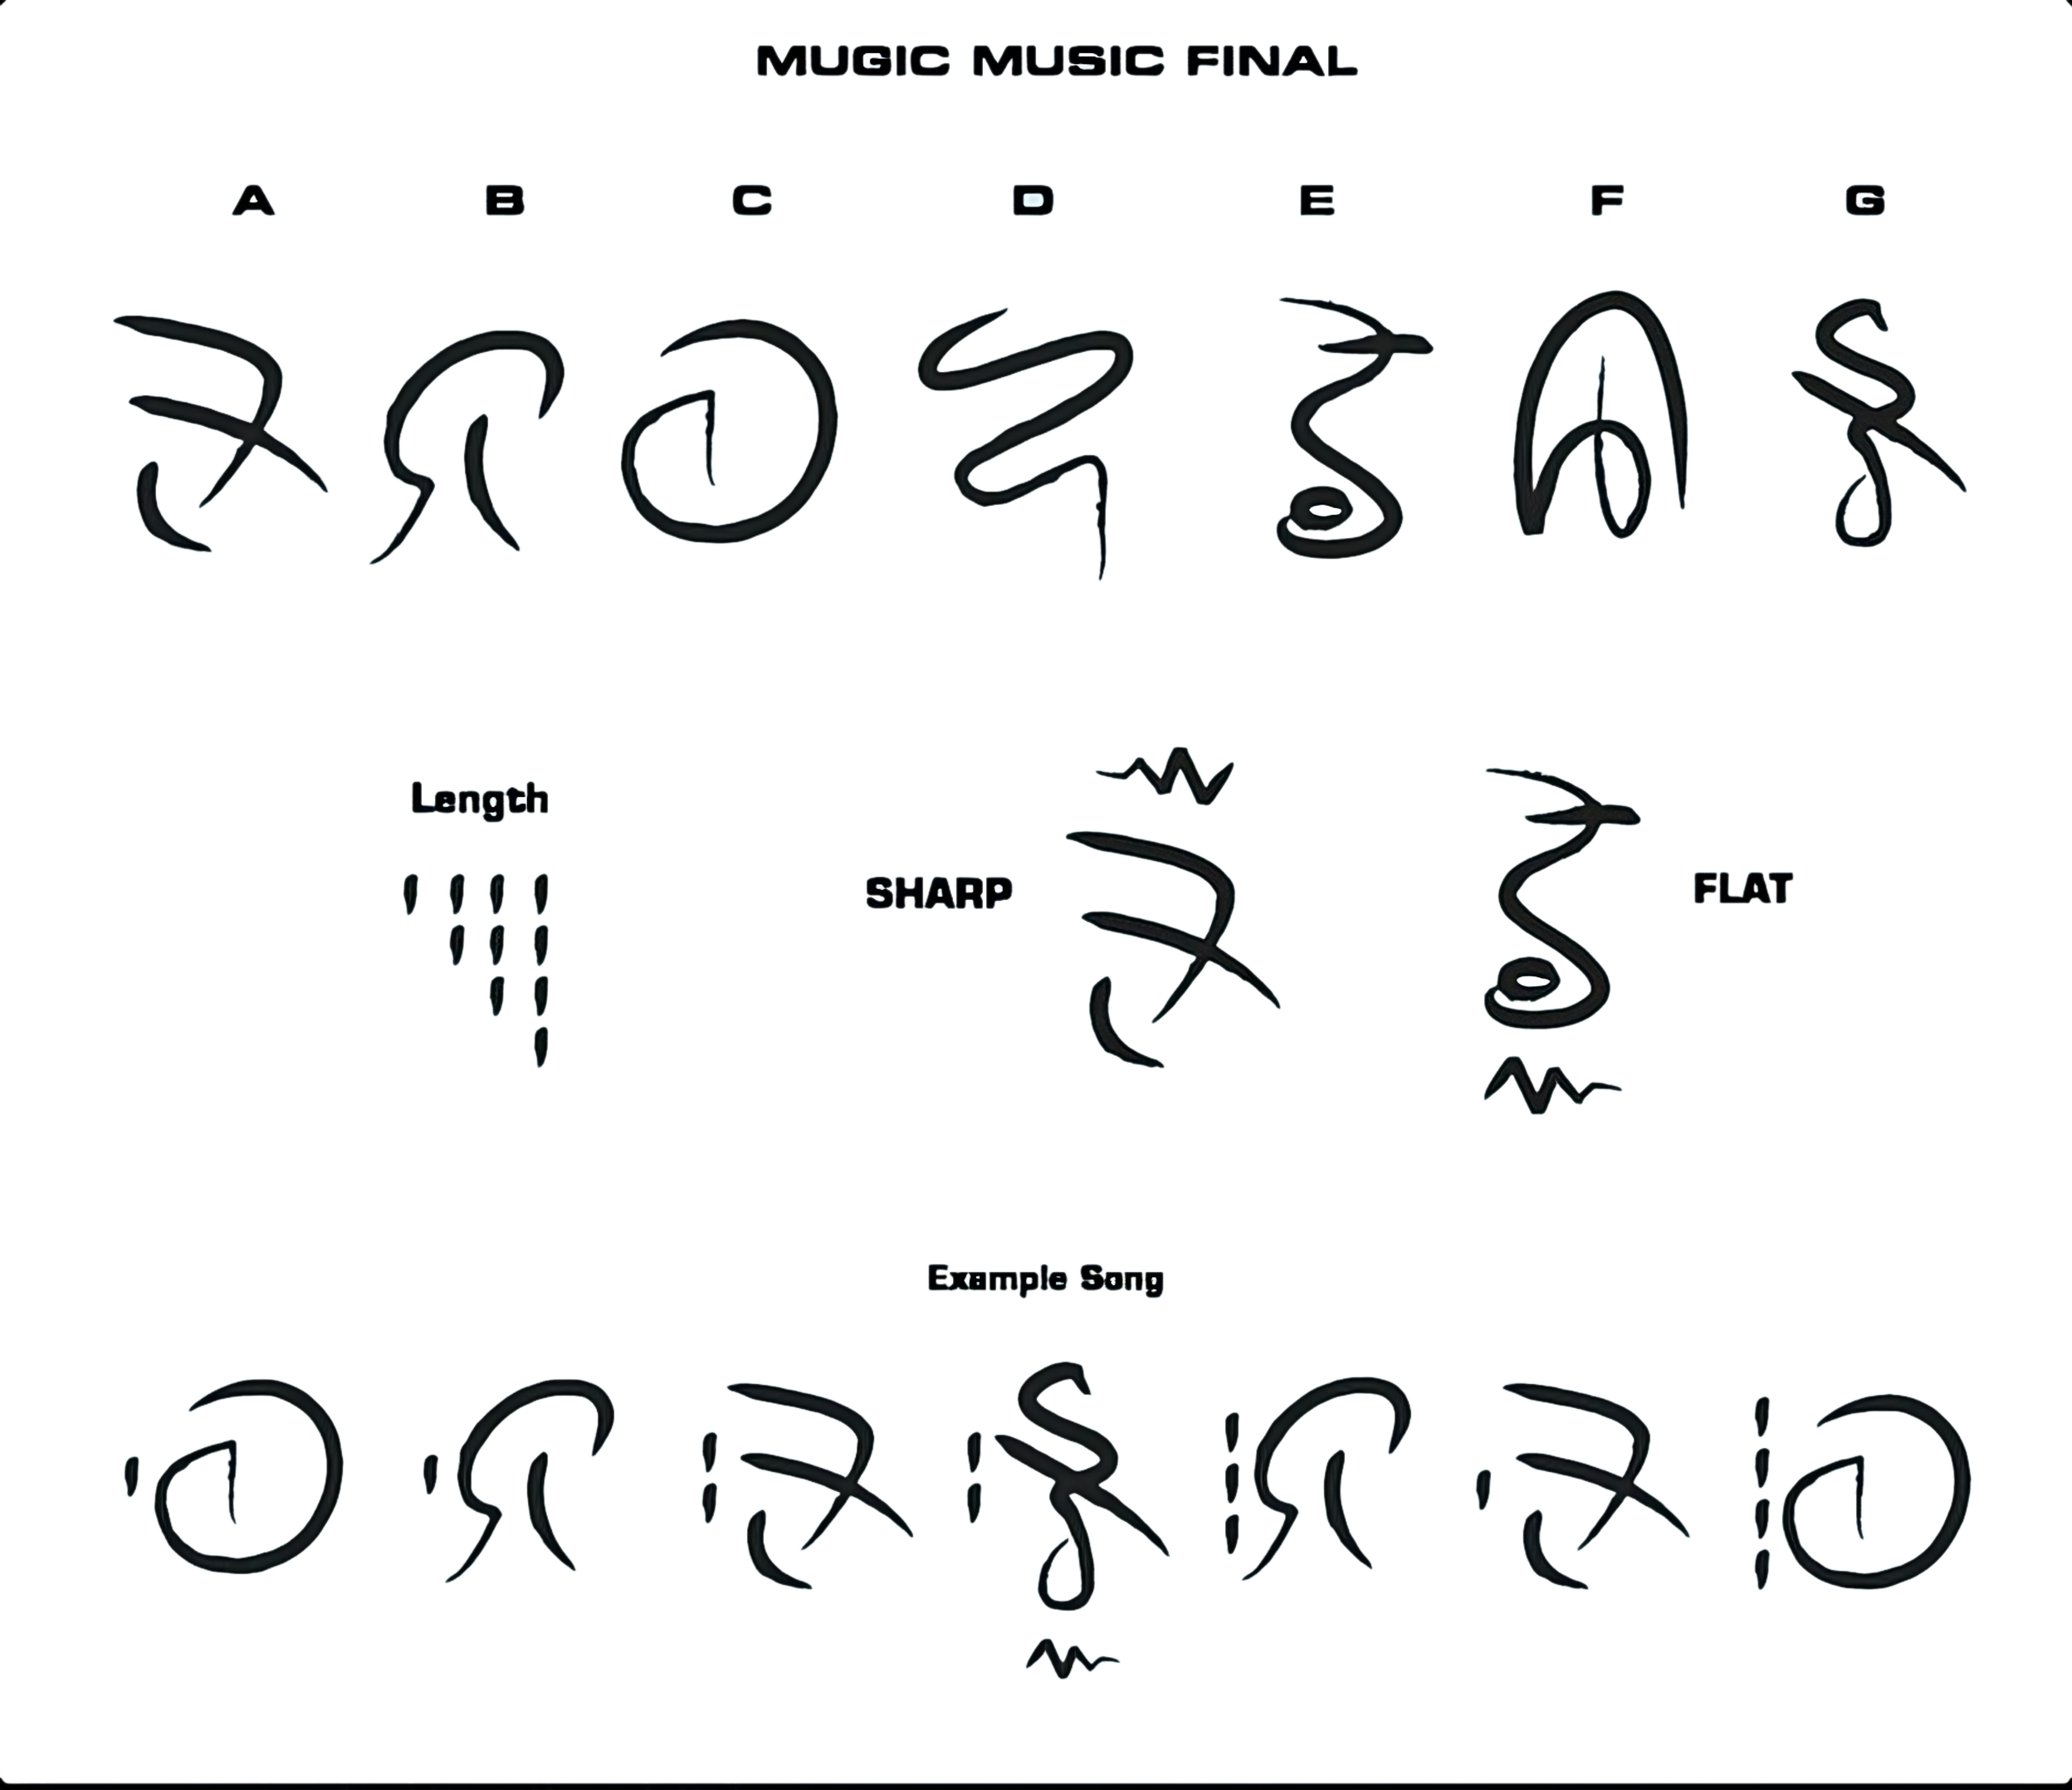 MUGIC MUSIC FINAL
A B C D E F G
Length
SHARP FLAT
Example Song